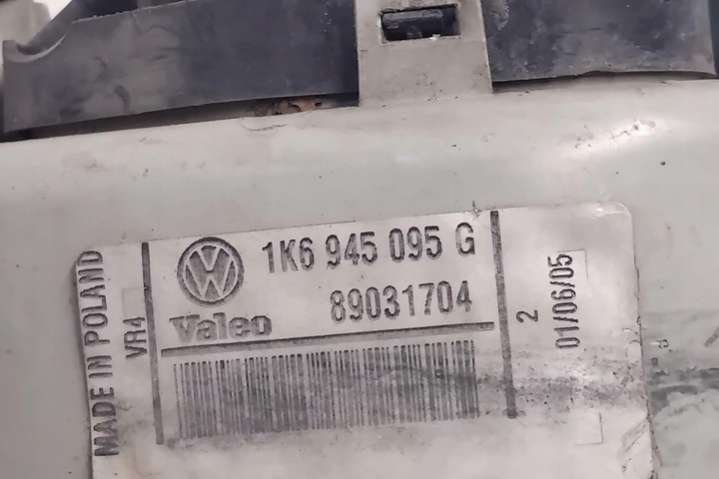 MADE IN POLAND
VR4
1K6 945 095 G
Valeo
89031704
2
01/06/05